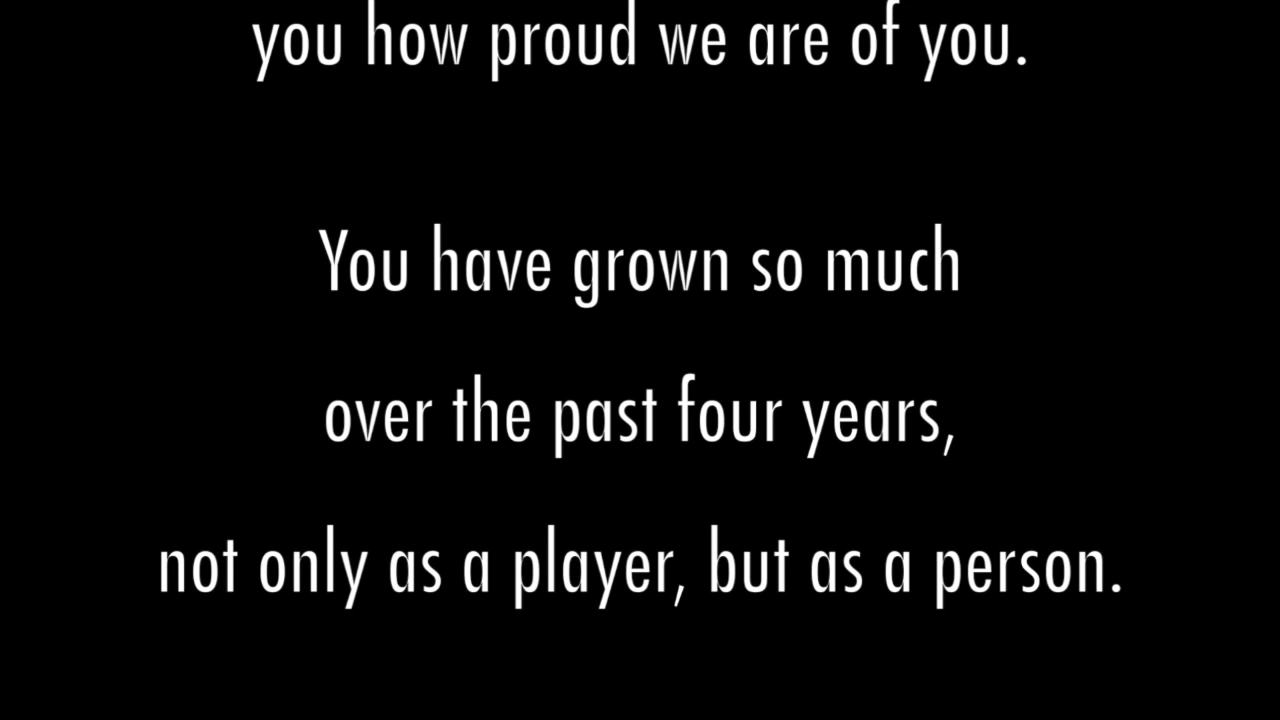 you how proud we are of you.
You have grown so much
over the past four years,
not only as a player, but as a person.